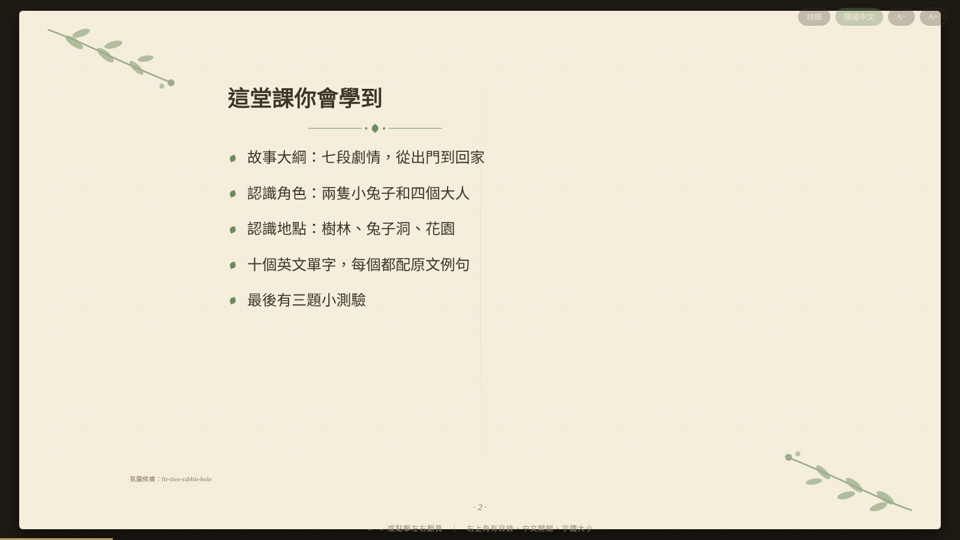 目錄 隱藏中文 A− A+
這堂課你會學到
故事大綱：七段劇情，從出門到回家
認識角色：兩隻小兔子和四個大人
認識地點：樹林、兔子洞、花園
十個英文單字，每個都配原文例句
最後有三題小測驗
氛圍依據：fir-tree-rabbit-hole
· 2 ·